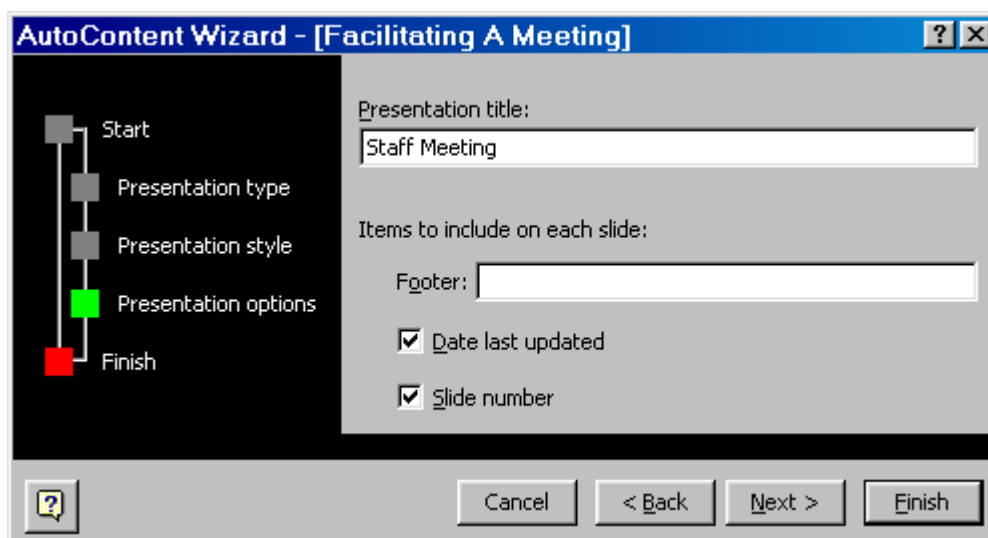 AutoContent Wizard - [Facilitating A Meeting]
Start
Presentation type
Presentation style
Presentation options
Finish
Presentation title:
Staff Meeting
Items to include on each slide:
Footer:
Date last updated
Slide number
Cancel
< Back
Next >
Finish